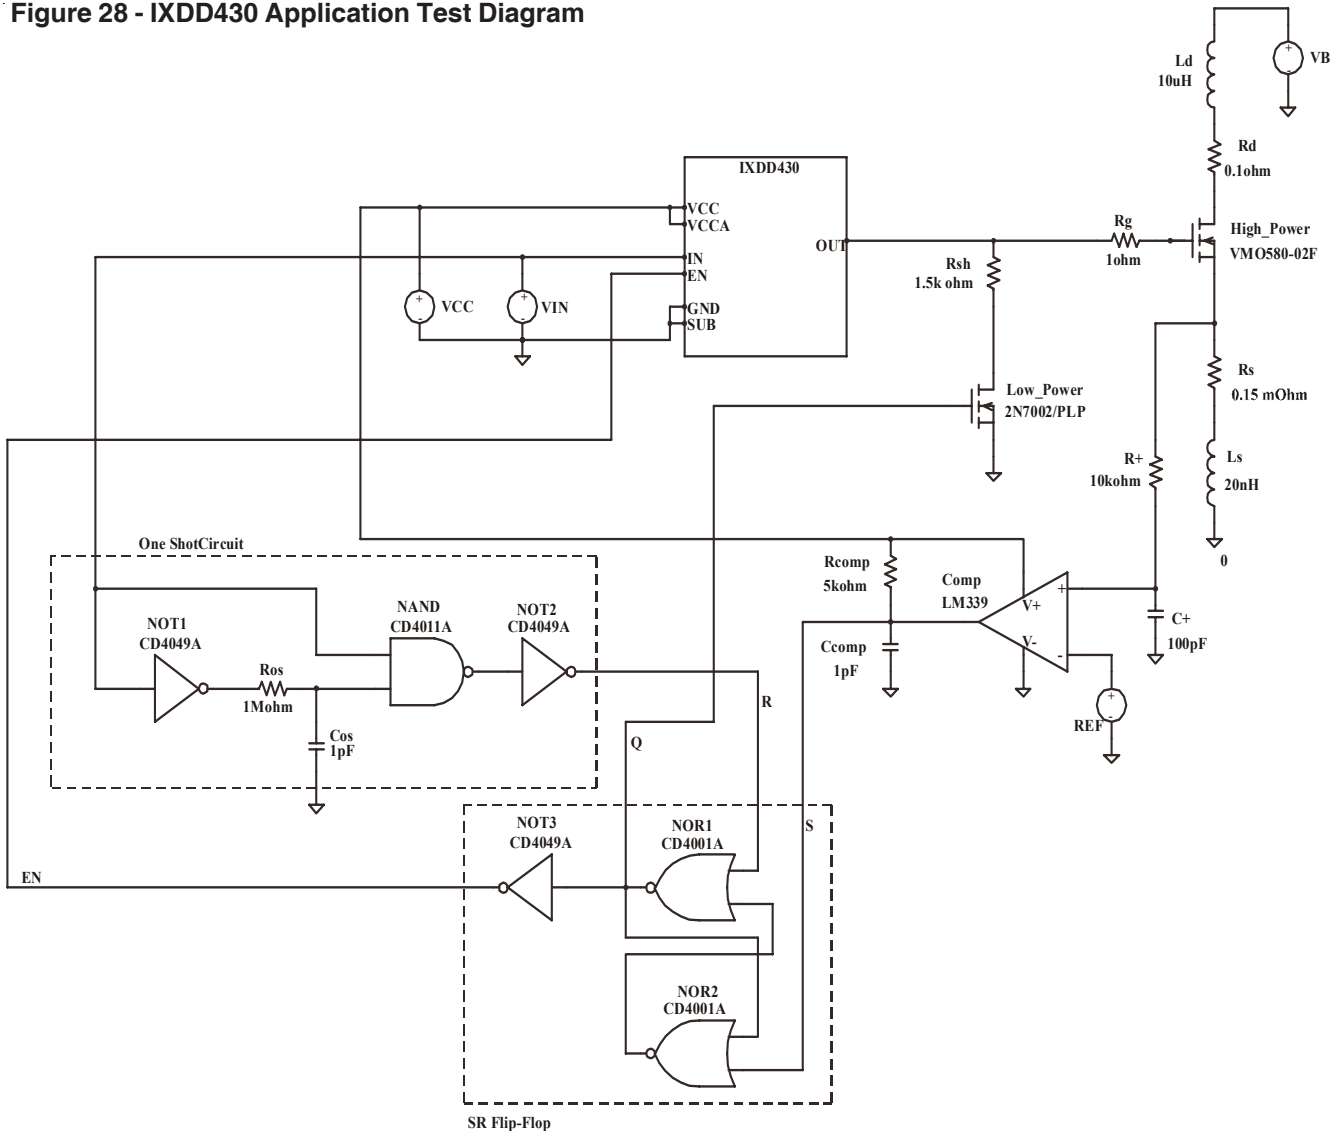 Figure 28 - IXDD430 Application Test Diagram
Ld
10uH
+
-
VB
Rd
0.1ohm
IXDD430
VCC
VCCA
IN
EN
GND
SUB
OUT
Rg
1ohm
High_Power
VMO580-02F
Rsh
1.5k ohm
+
-
VCC
+
-
VIN
Low_Power
2N7002/PLP
Rs
0.15 mOhm
R+
10kohm
Ls
20nH
0
One ShotCircuit
NOT1
CD4049A
Ros
1Mohm
Cos
1pF
NAND
CD4011A
NOT2
CD4049A
Rcomp
5kohm
Ccomp
1pF
Comp
LM339
V+
V-
+
-
C+
100pF
+
-
REF
R
Q
S
EN
NOT3
CD4049A
NOR1
CD4001A
NOR2
CD4001A
SR Flip-Flop